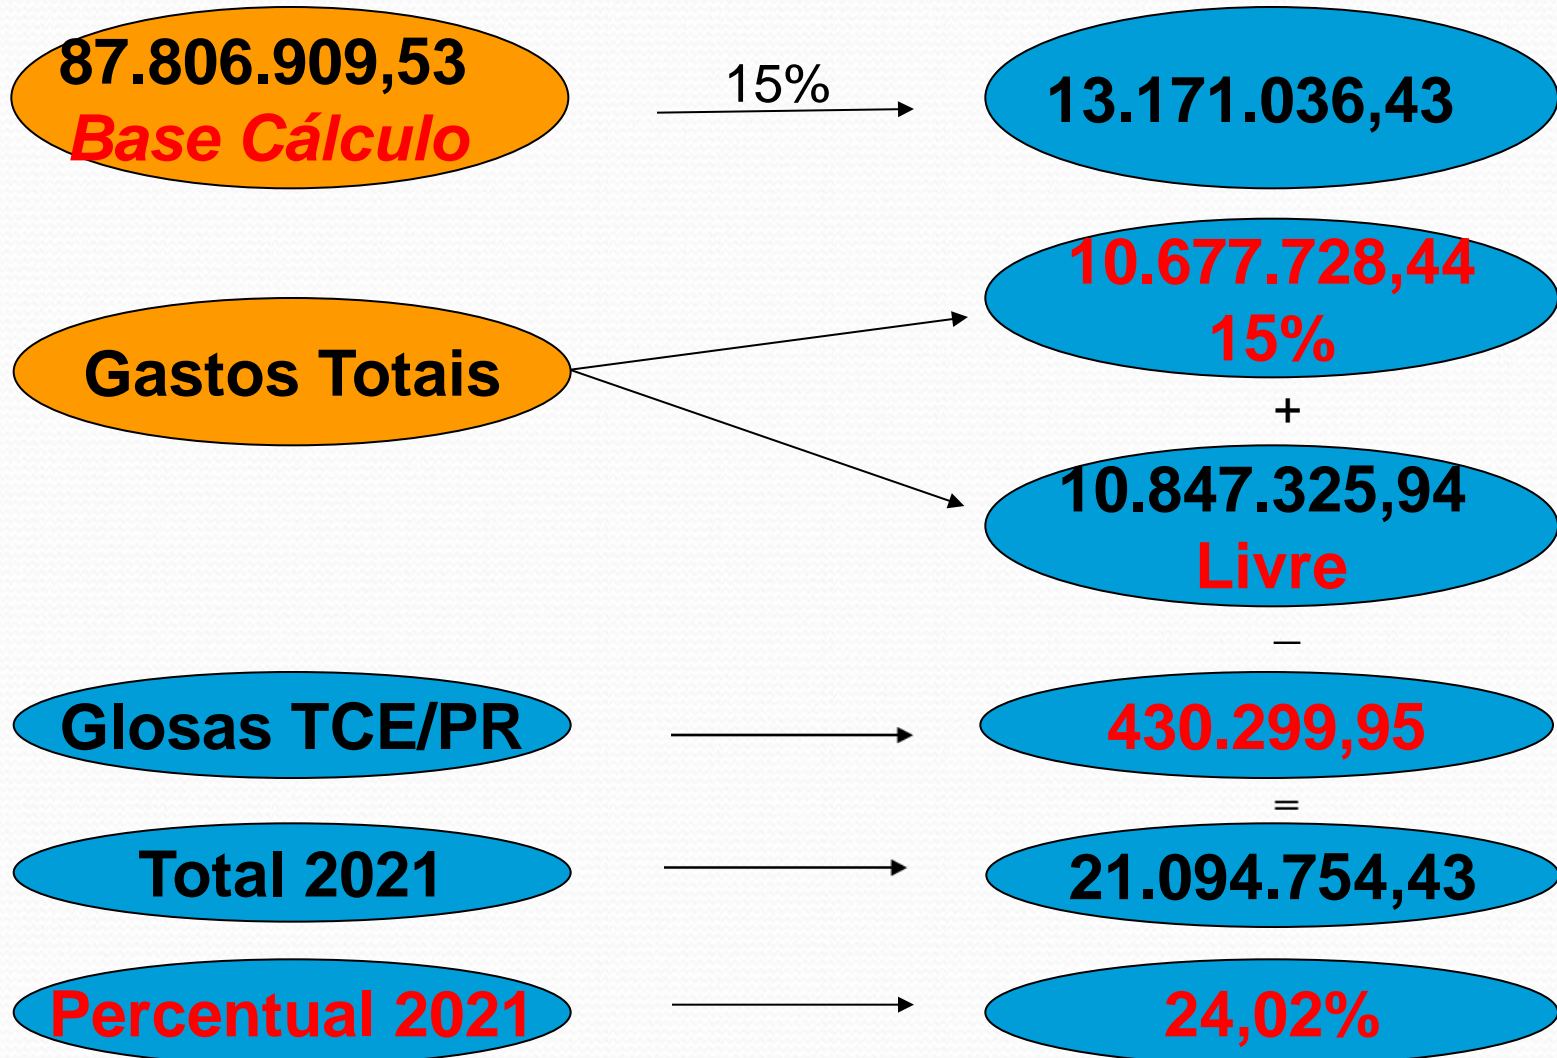 87.806.909,53
Base Cálculo
15%
13.171.036,43
Gastos Totais
10.677.728,44
15%
+
10.847.325,94
Livre
–
Glosas TCE/PR
430.299,95
=
Total 2021
21.094.754,43
Percentual 2021
24,02%